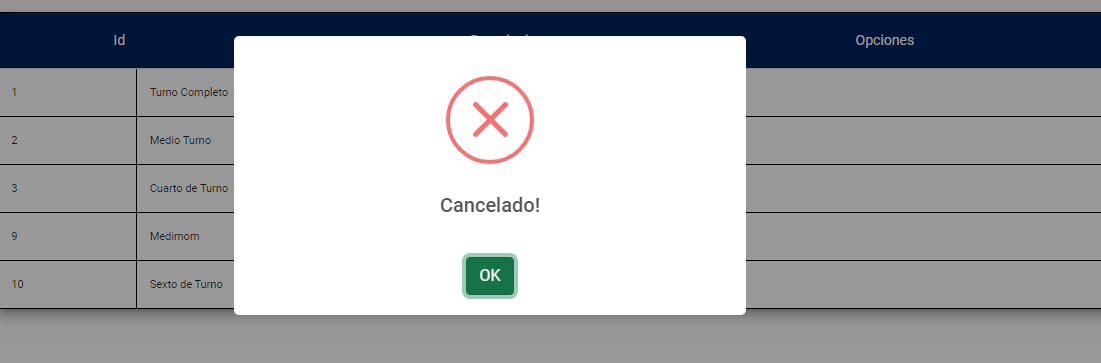 Id Opciones
1 Turno Completo
2 Medio Turno
3 Cuarto de Turno
9 Medimom
10 Sexto de Turno
Cancelado!
OK